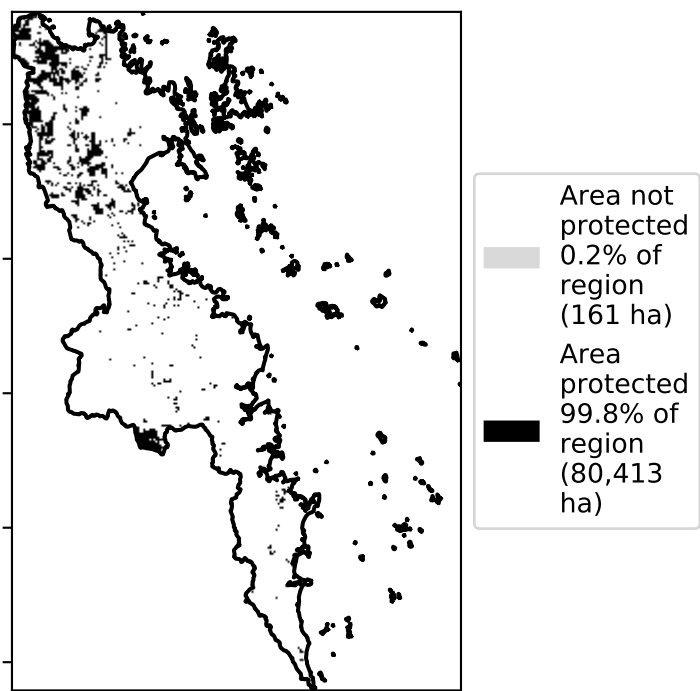 Area not
protected
0.2% of
region
(161 ha)
Area
protected
99.8% of
region
(80,413
ha)